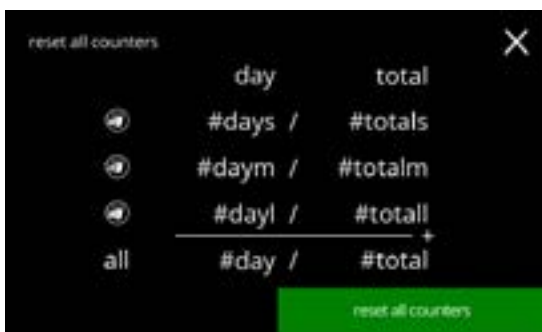 reset all counters
day total
#days / #totals
#daym / #totalm
#dayl / #totall
+
all #day / #total
reset all counters